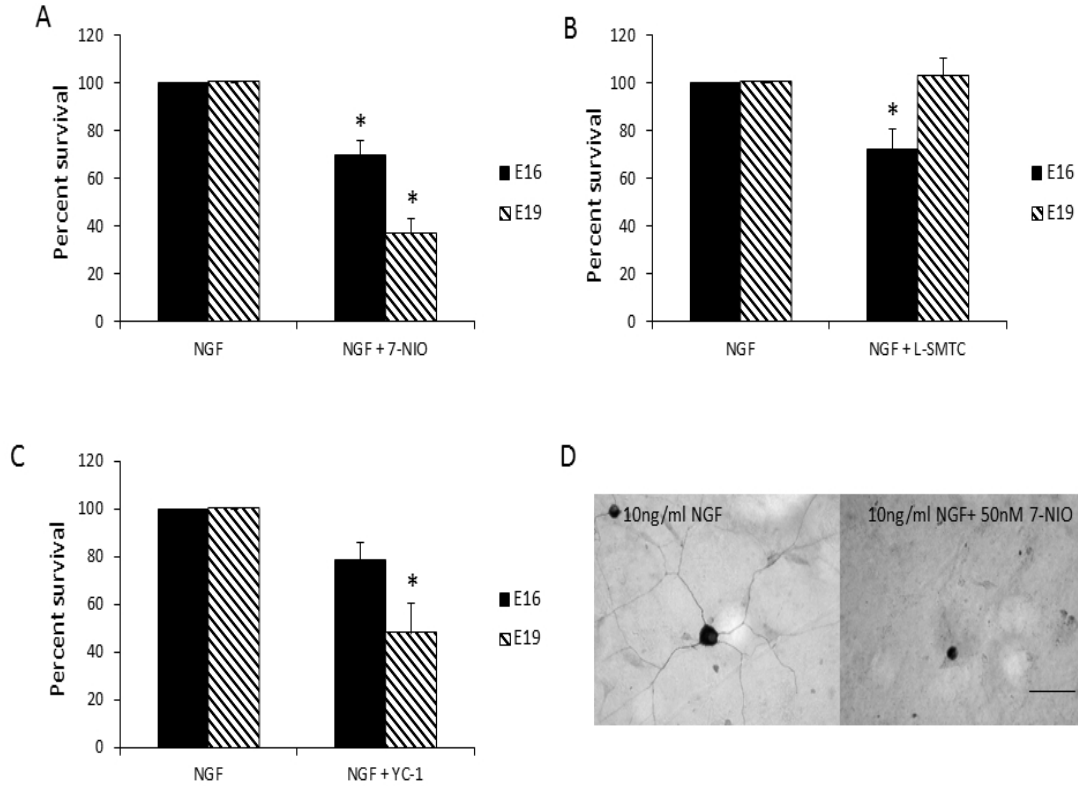 A
120
100
80
60
40
20
0
Percent survival
*
*
NGF
NGF + 7-NIO
E16
E19
B
120
100
80
60
40
20
0
Percent survival
*
NGF
NGF + L-SMTC
E16
E19
C
120
100
80
60
40
20
0
Percent survival
*
NGF
NGF + YC-1
E16
E19
D
10ng/ml NGF
10ng/ml NGF+ 50nM 7-NIO